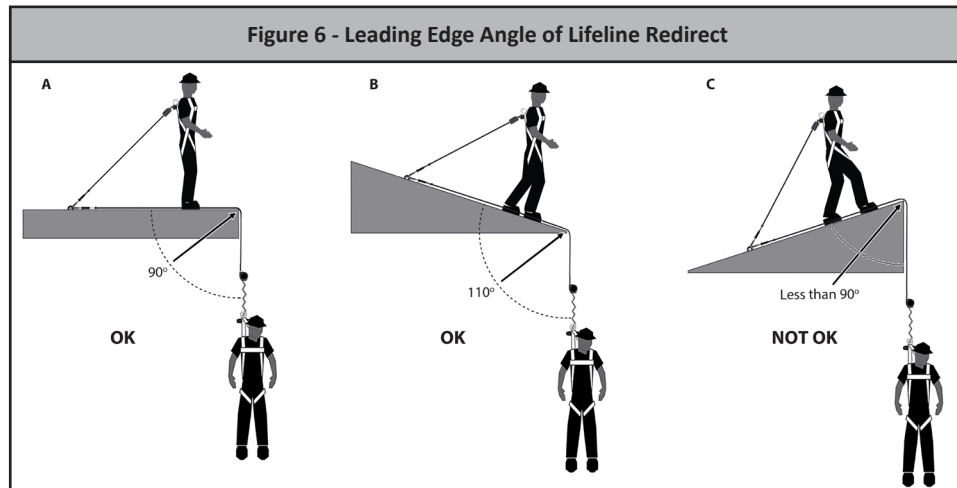 Figure 6 - Leading Edge Angle of Lifeline Redirect
A
90o
OK
B
110o
OK
C
Less than 90o
NOT OK